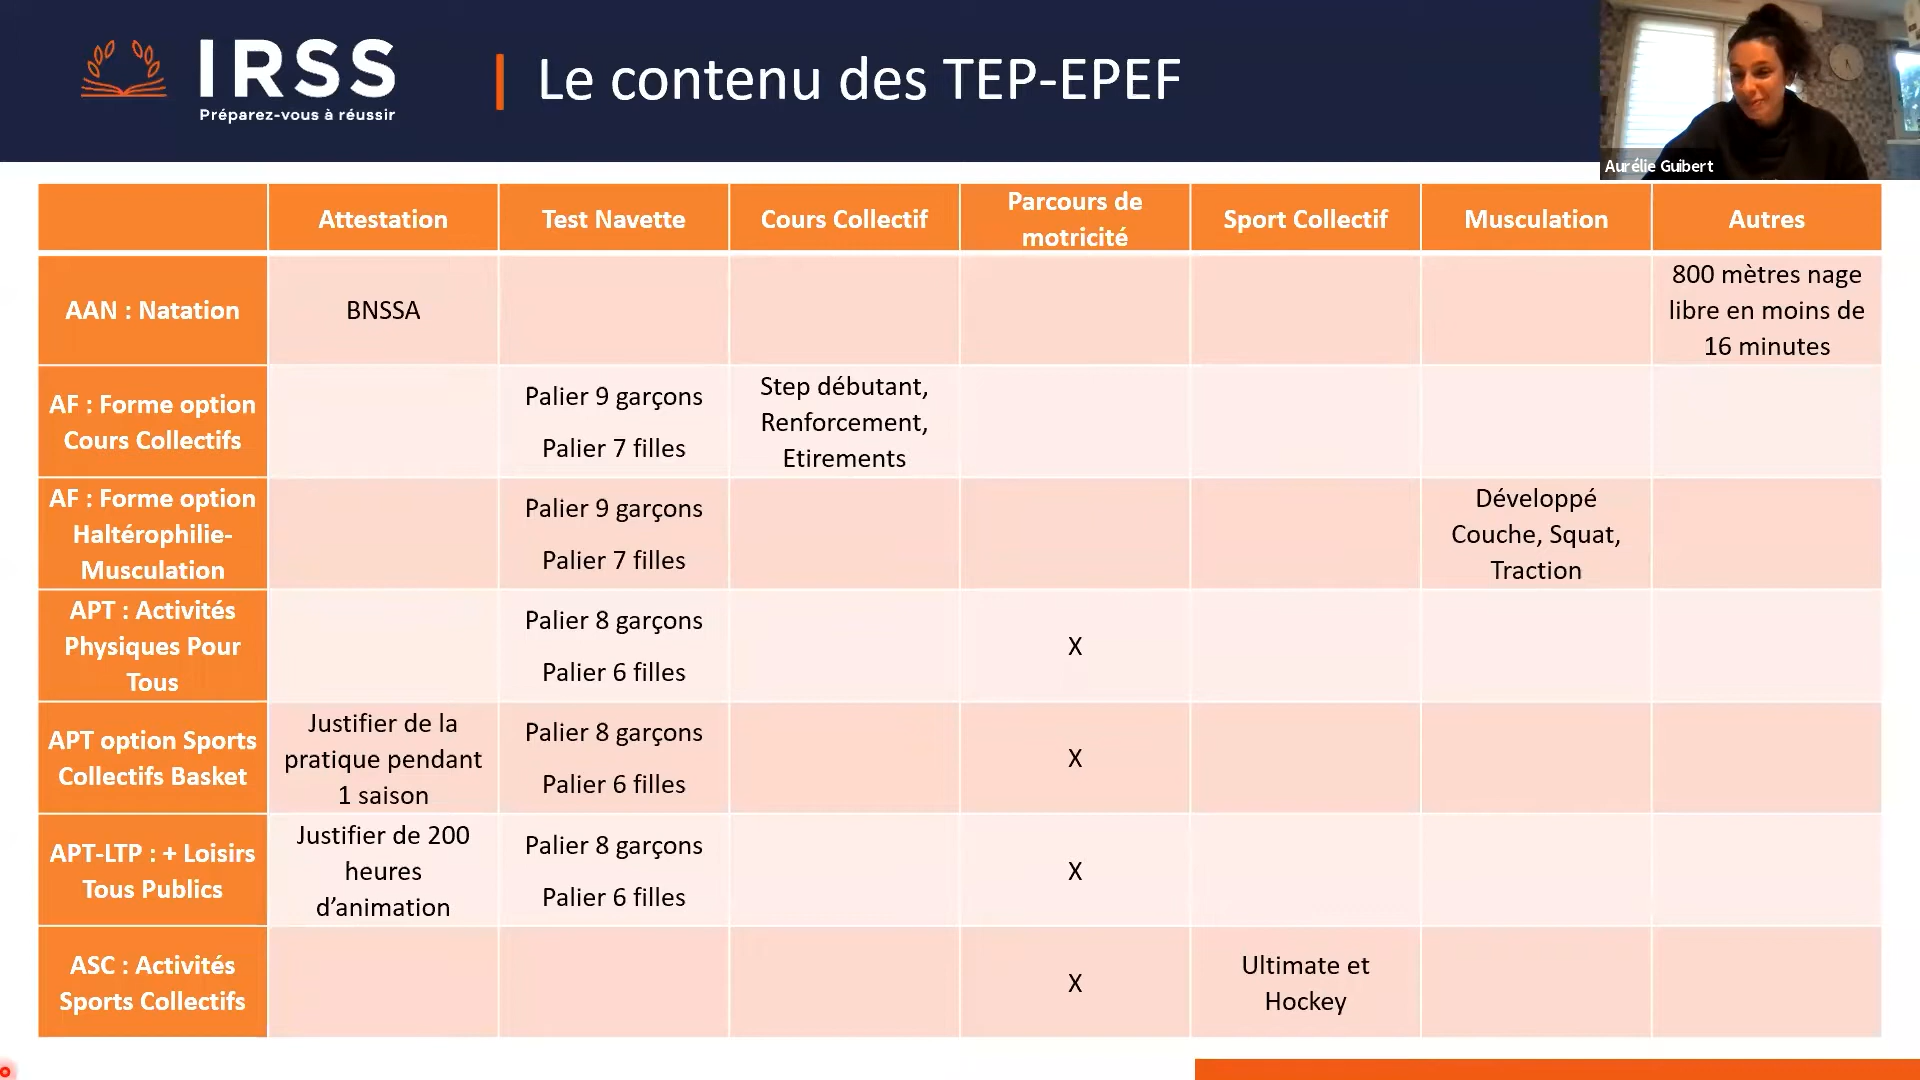 IRSS
Préparez-vous à réussir
Le contenu des TEP-EPEF
Aurélie Guibert
Attestation
Test Navette
Cours Collectif
Parcours de
motricité
Sport Collectif
Musculation
Autres
AAN : Natation
BNSSA
800 mètres nage
libre en moins de
16 minutes
AF : Forme option
Cours Collectifs
Palier 9 garçons
Palier 7 filles
Step débutant,
Renforcement,
Etirements
AF : Forme option
Haltérophilie-
Musculation
Palier 9 garçons
Palier 7 filles
Développé
Couche, Squat,
Traction
APT : Activités
Physiques Pour
Tous
Palier 8 garçons
Palier 6 filles
X
APT option Sports
Collectifs Basket
Justifier de la
pratique pendant
1 saison
Palier 8 garçons
Palier 6 filles
X
APT-LTP : + Loisirs
Tous Publics
Justifier de 200
heures
d’animation
Palier 8 garçons
Palier 6 filles
X
ASC : Activités
Sports Collectifs
X
Ultimate et
Hockey